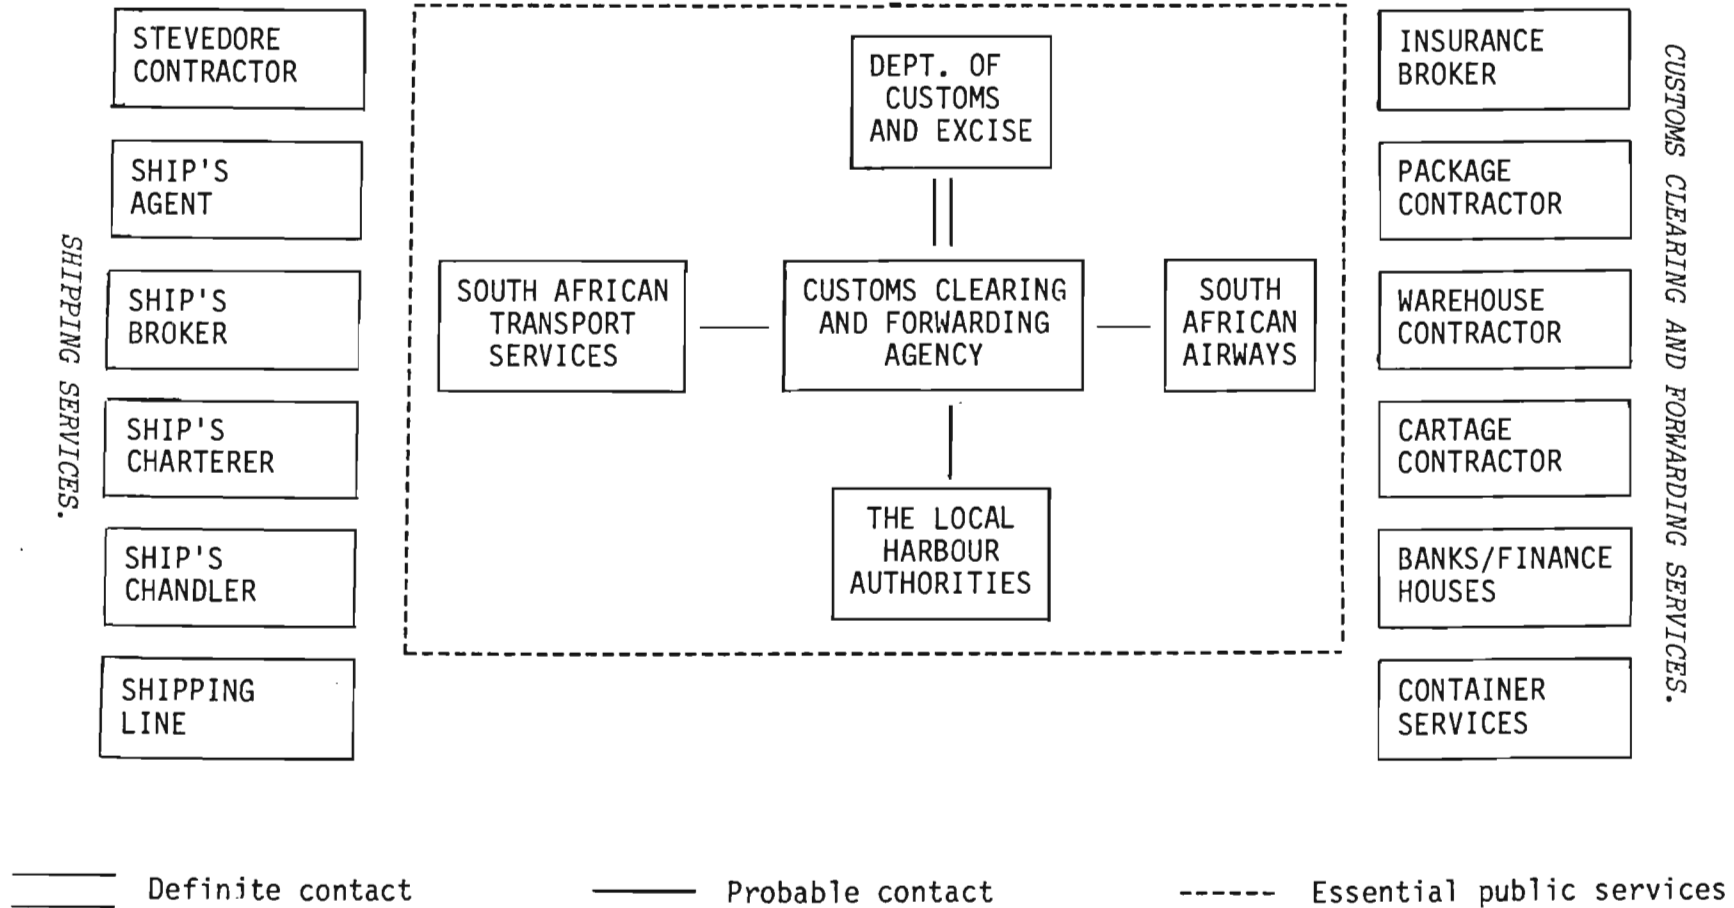 SHIPPING SERVICES.
STEVEDORE
CONTRACTOR
SHIP'S
AGENT
SHIP'S
BROKER
SHIP'S
CHARTERER
SHIP'S
CHANDLER
SHIPPING
LINE
DEPT. OF
CUSTOMS
AND EXCISE
SOUTH AFRICAN
TRANSPORT
SERVICES
CUSTOMS CLEARING
AND FORWARDING
AGENCY
SOUTH
AFRICAN
AIRWAYS
THE LOCAL
HARBOUR
AUTHORITIES
INSURANCE
BROKER
PACKAGE
CONTRACTOR
WAREHOUSE
CONTRACTOR
CARTAGE
CONTRACTOR
BANKS/FINANCE
HOUSES
CONTAINER
SERVICES
CUSTOMS CLEARING AND FORWARDING SERVICES.
Definite contact
Probable contact
Essential public services